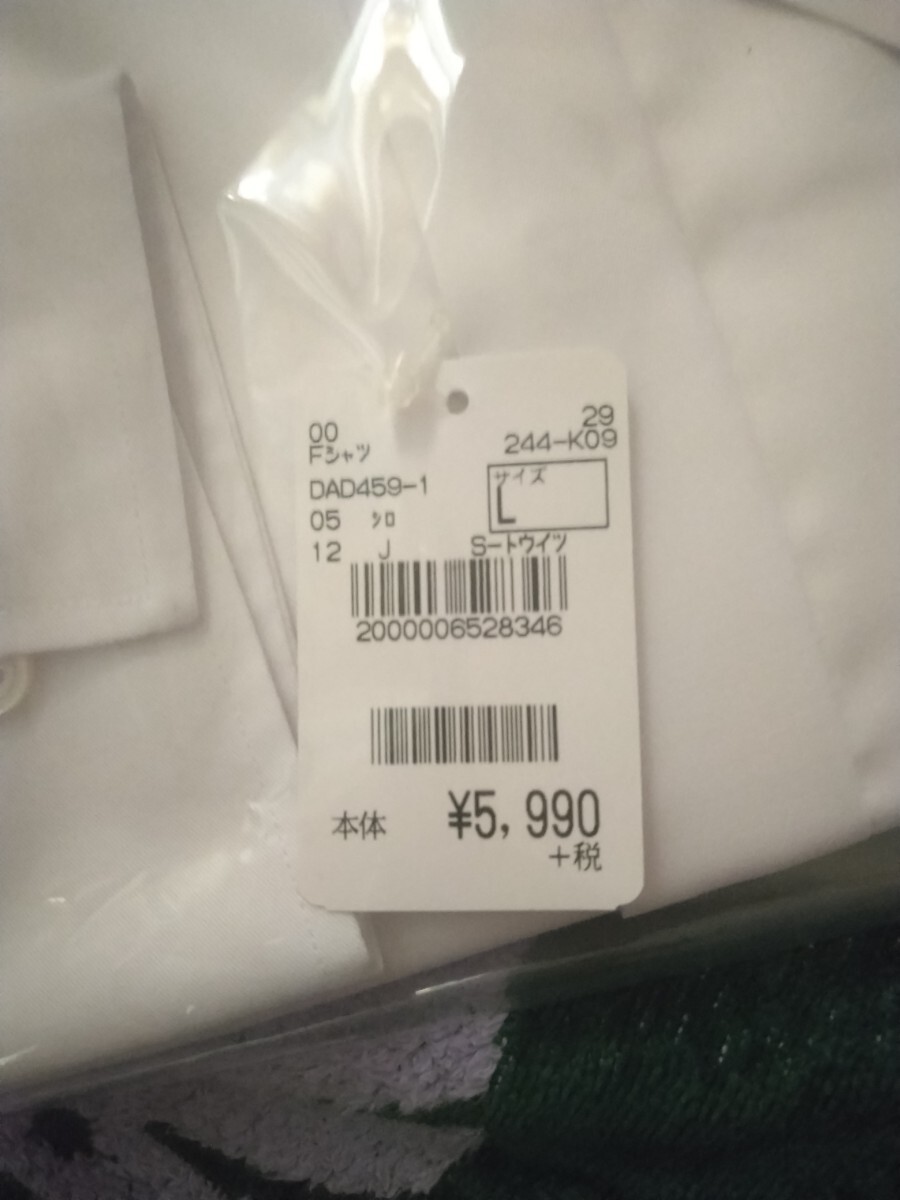 00
29
Fシャツ
244-K09
DAD459-1
サイズ
L
05 シロ
12 J S-トウイツ
2000006528346
本体 ¥5,990
+税